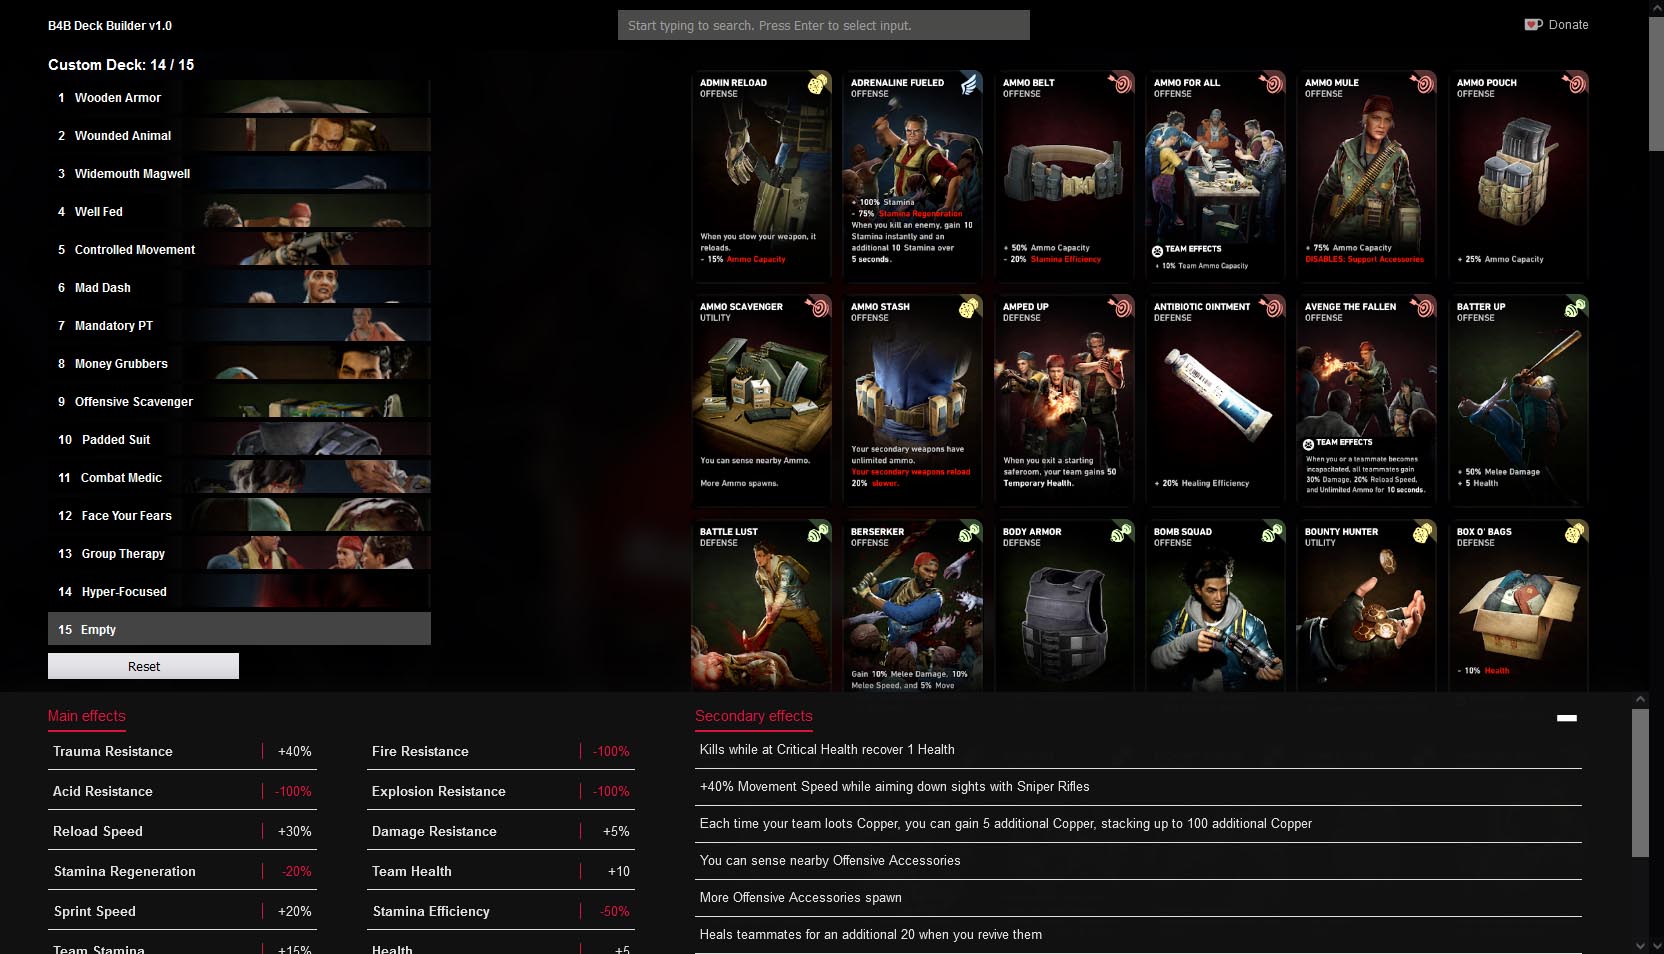 B4B Deck Builder v1.0
Start typing to search. Press Enter to select input.
Donate
Custom Deck: 14 / 15
1 Wooden Armor
2 Wounded Animal
3 Widemouth Magwell
4 Well Fed
5 Controlled Movement
6 Mad Dash
7 Mandatory PT
8 Money Grubbers
9 Offensive Scavenger
10 Padded Suit
11 Combat Medic
12 Face Your Fears
13 Group Therapy
14 Hyper-Focused
15 Empty
Reset
ADMIN RELOAD
OFFENSE
When you stow your weapon, it
reloads.
- 15% Ammo Capacity
ADRENALINE FUELED
OFFENSE
+ 100% Stamina
- 75% Stamina Regeneration
When you kill an enemy, gain 10
Stamina instantly and an
additional 10 Stamina over
5 seconds.
AMMO BELT
OFFENSE
+ 50% Ammo Capacity
- 20% Stamina Efficiency
AMMO FOR ALL
OFFENSE
TEAM EFFECTS
+ 10% Team Ammo Capacity
AMMO MULE
OFFENSE
+ 75% Ammo Capacity
DISABLES: Support Accessories
AMMO POUCH
OFFENSE
+ 25% Ammo Capacity
AMMO SCAVENGER
UTILITY
You can sense nearby Ammo.
More Ammo spawns.
AMMO STASH
OFFENSE
Your secondary weapons have
unlimited ammo.
Your secondary weapons reload
20% slower.
AMPED UP
DEFENSE
When you exit a starting
saferoom, your team gains 50
Temporary Health.
ANTIBIOTIC OINTMENT
DEFENSE
+ 20% Healing Efficiency
AVENGE THE FALLEN
OFFENSE
TEAM EFFECTS
When you or a teammate becomes
incapacitated, all teammates gain
30% Damage, 20% Reload Speed,
and Unlimited Ammo for 10 seconds.
BATTER UP
OFFENSE
+ 50% Melee Damage
+ 5 Health
BATTLE LUST
DEFENSE
BERSERKER
OFFENSE
Gain 10% Melee Damage, 10%
Melee Speed, and 5% Move
BODY ARMOR
DEFENSE
BOMB SQUAD
OFFENSE
BOUNTY HUNTER
UTILITY
BOX O' BAGS
DEFENSE
- 10% Health
Main effects
Trauma Resistance +40%
Acid Resistance -100%
Reload Speed +30%
Stamina Regeneration -20%
Sprint Speed +20%
Team Stamina +15%
Fire Resistance -100%
Explosion Resistance -100%
Damage Resistance +5%
Team Health +10
Stamina Efficiency -50%
Health +5
Secondary effects
Kills while at Critical Health recover 1 Health
+40% Movement Speed while aiming down sights with Sniper Rifles
Each time your team loots Copper, you can gain 5 additional Copper, stacking up to 100 additional Copper
You can sense nearby Offensive Accessories
More Offensive Accessories spawn
Heals teammates for an additional 20 when you revive them